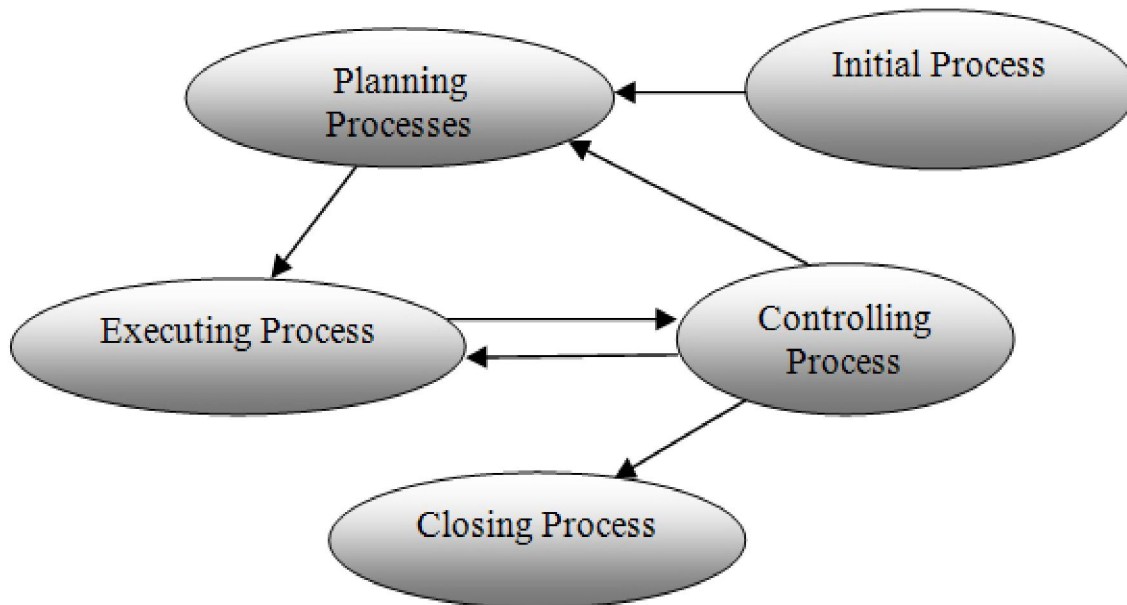 Initial Process
Planning
Processes
Executing Process
Controlling
Process
Closing Process